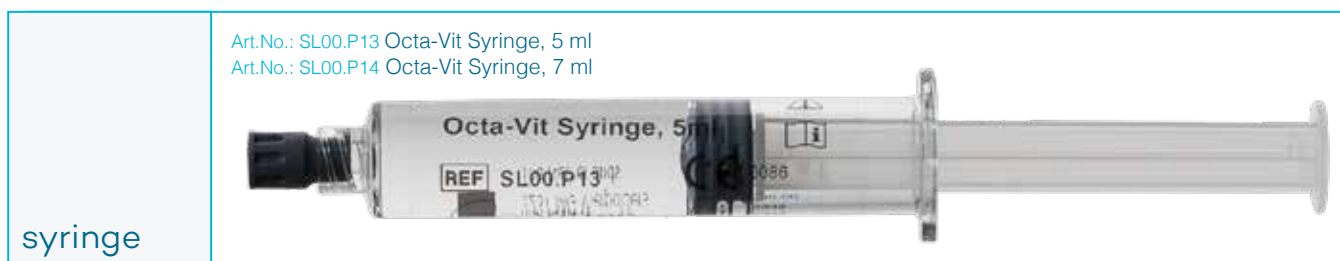 Art.No.: SL00.P13 Octa-Vit Syringe, 5 ml
Art.No.: SL00.P14 Octa-Vit Syringe, 7 ml
Octa-Vit Syringe, 5ml
REF SL00.P13
0086
syringe